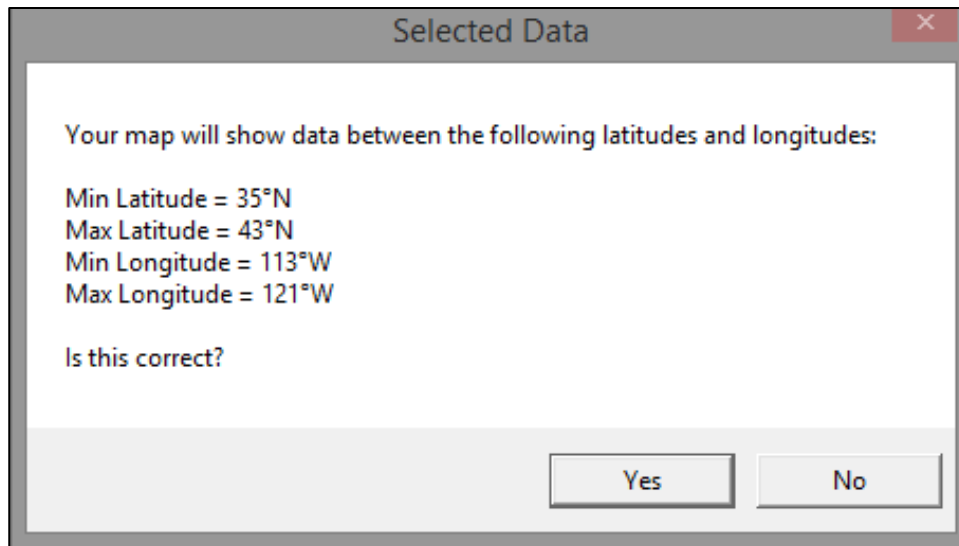 Selected Data
Your map will show data between the following latitudes and longitudes:
Min Latitude = 35°N
Max Latitude = 43°N
Min Longitude = 113°W
Max Longitude = 121°W
Is this correct?
Yes No